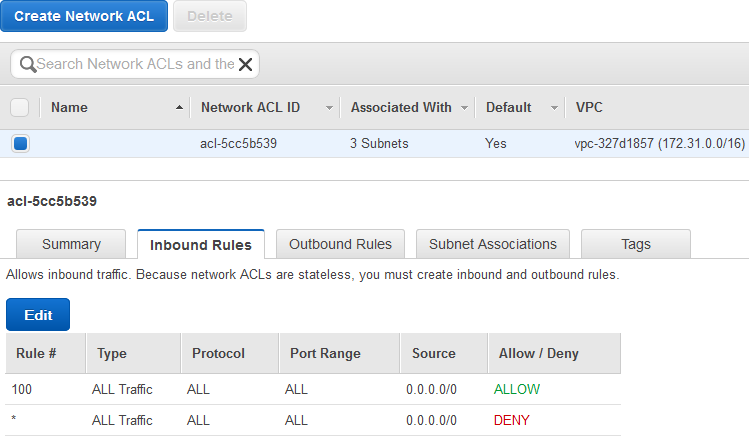 Create Network ACL Delete
Search Network ACLs and the
Name Network ACL ID Associated With Default VPC
acl-5cc5b539 3 Subnets Yes vpc-327d1857 (172.31.0.0/16)
acl-5cc5b539
Summary Inbound Rules Outbound Rules Subnet Associations Tags
Allows inbound traffic. Because network ACLs are stateless, you must create inbound and outbound rules.
Edit
Rule # Type Protocol Port Range Source Allow / Deny
100 ALL Traffic ALL ALL 0.0.0.0/0 ALLOW
* ALL Traffic ALL ALL 0.0.0.0/0 DENY